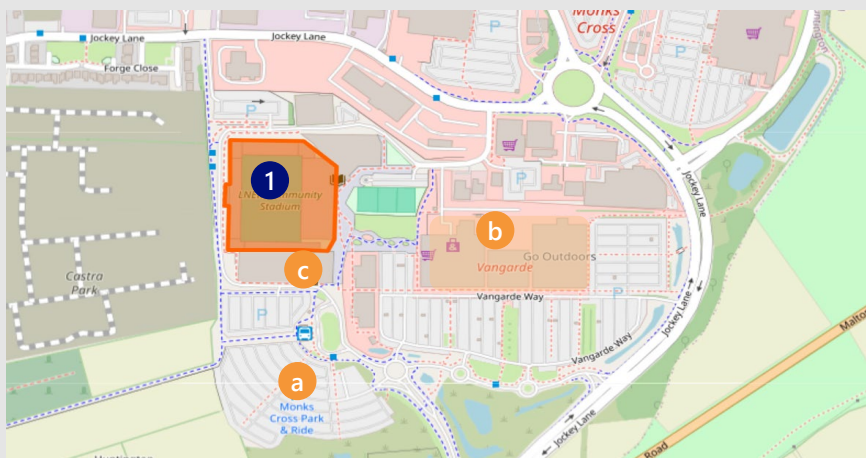 Monks
Cross
P
Jockey Lane
Jockey Lane
Forge Close
P
P
1
LNER Community
Stadium
Jockey Lane
b
Go Outdoors
Vangarde
c
Castra
Park
Vangarde Way
P
P
Jockey Lane
Vangarde Way
Malto
a
Monks
Cross Park
& Ride
Jockey Lane
Road